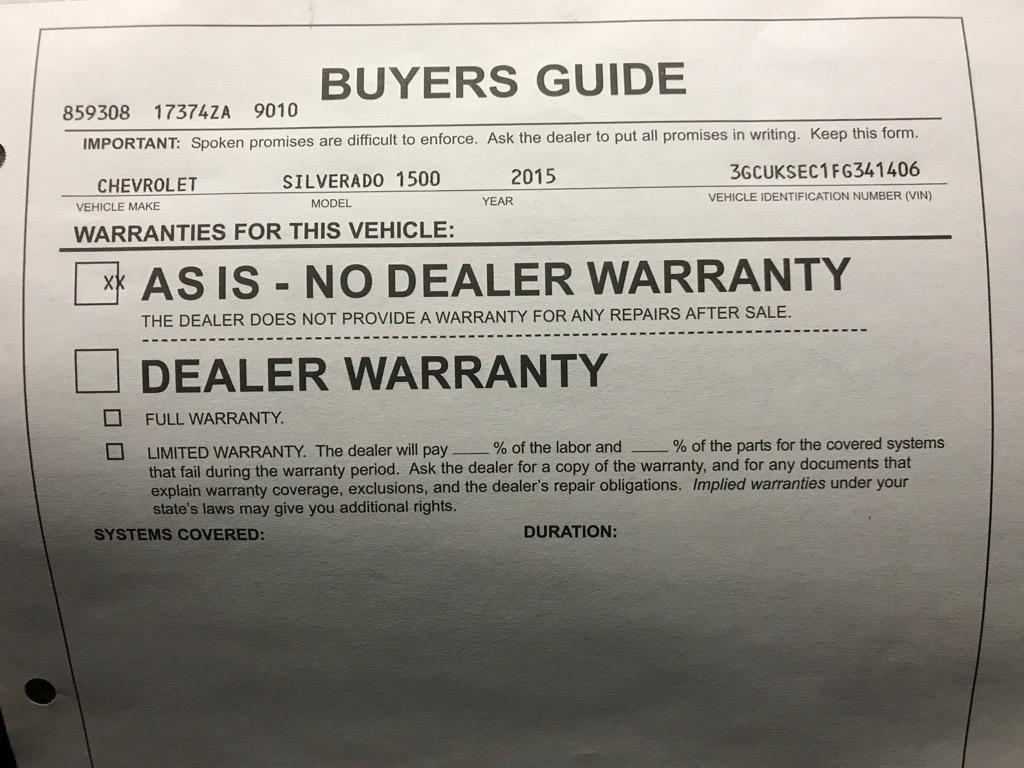 BUYERS GUIDE
859308 17374ZA 9010
IMPORTANT: Spoken promises are difficult to enforce. Ask the dealer to put all promises in writing. Keep this form.
CHEVROLET SILVERADO 1500 2015 3GCUKSEC1FG341406
VEHICLE MAKE MODEL YEAR VEHICLE IDENTIFICATION NUMBER (VIN)
WARRANTIES FOR THIS VEHICLE:
XX AS IS - NO DEALER WARRANTY
THE DEALER DOES NOT PROVIDE A WARRANTY FOR ANY REPAIRS AFTER SALE.
DEALER WARRANTY
FULL WARRANTY.
LIMITED WARRANTY. The dealer will pay ____ % of the labor and ____ % of the parts for the covered systems
that fail during the warranty period. Ask the dealer for a copy of the warranty, and for any documents that
explain warranty coverage, exclusions, and the dealer's repair obligations. Implied warranties under your
state's laws may give you additional rights.
SYSTEMS COVERED: DURATION: